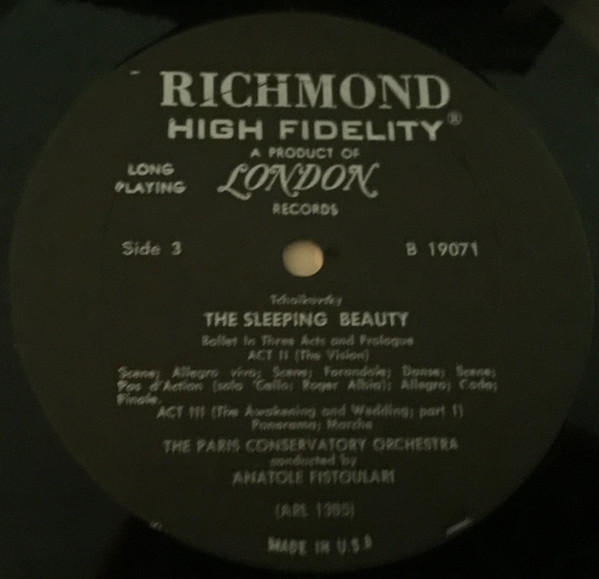 RICHMOND
HIGH FIDELITY®
A PRODUCT OF
LONG
PLAYING
LONDON
RECORDS
Side 3
B 19071
Tchaikovsky
THE SLEEPING BEAUTY
Ballet In Three Acts and Prologue
ACT II (The Vision)
Scene; Allegro vivo; Scene; Farandole; Danse; Scene;
Pas d'Action (solo 'Cello; Roger Albin); Allegro; Coda;
Finale.
ACT III (The Awakening and Wedding; part 1)
Panorama; Marche
THE PARIS CONSERVATORY ORCHESTRA
conducted by
ANATOLE FISTOULARI
MADE IN U.S.A